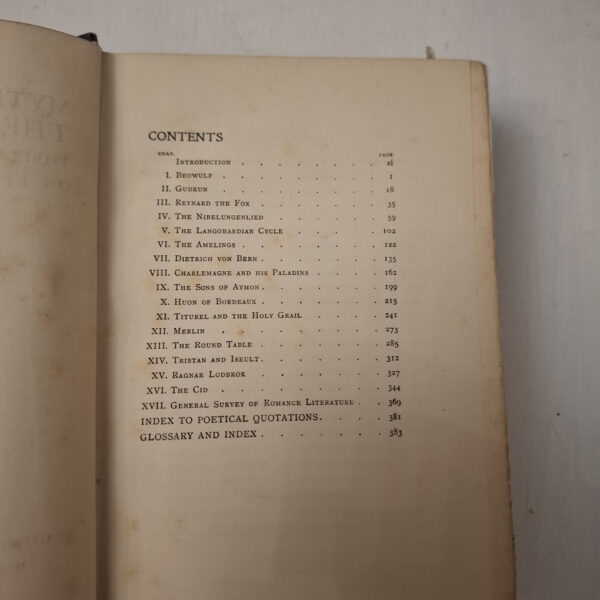 CONTENTS
CHAP. PAGE
INTRODUCTION . . . . . . . xi
I. BEOWULF . . . . . . . . 1
II. GUDRUN . . . . . . . . 18
III. REYNARD THE FOX . . . . . . 35
IV. THE NIBELUNGENLIED . . . . . . 59
V. THE LANGOBARDIAN CYCLE . . . . . 102
VI. THE AMELINGS . . . . . . . 122
VII. DIETRICH VON BERN . . . . . . 135
VIII. CHARLEMAGNE AND HIS PALADINS . . . . 162
IX. THE SONS OF AYMON . . . . . . 199
X. HUON OF BORDEAUX . . . . . . 215
XI. TITUREL AND THE HOLY GRAIL . . . . 241
XII. MERLIN . . . . . . . . 273
XIII. THE ROUND TABLE . . . . . . 285
XIV. TRISTAN AND ISEULT . . . . . . 312
XV. RAGNAR LODBROK . . . . . . 327
XVI. THE CID . . . . . . . . 344
XVII. GENERAL SURVEY OF ROMANCE LITERATURE . . 369
INDEX TO POETICAL QUOTATIONS . . . . 381
GLOSSARY AND INDEX . . . . . . 383